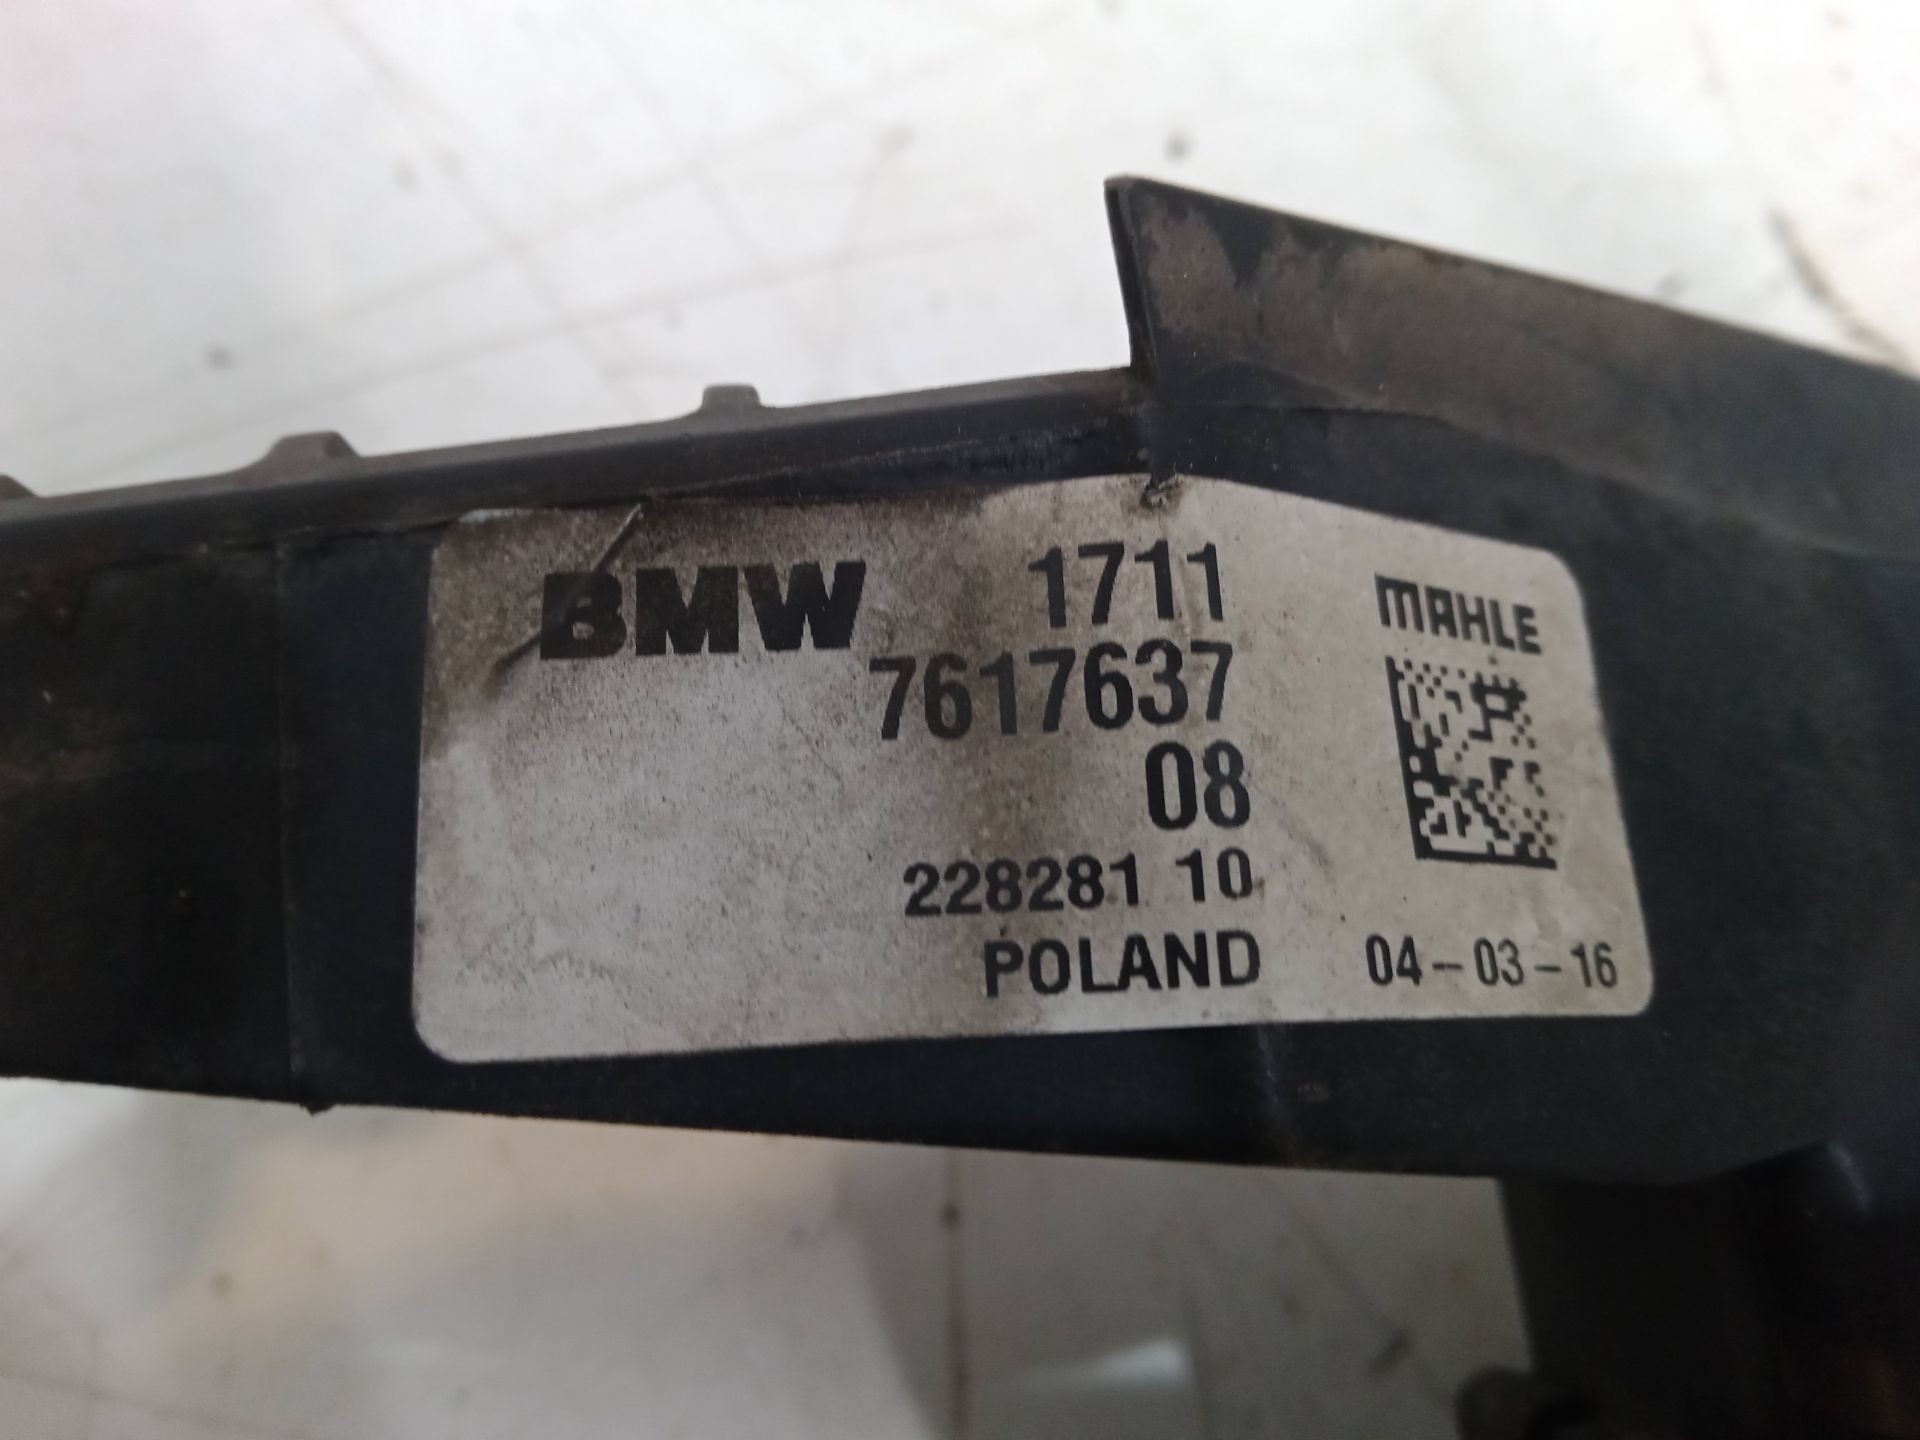 BMW 1711 MAHLE
7617637
08
228281 10
POLAND 04-03-16